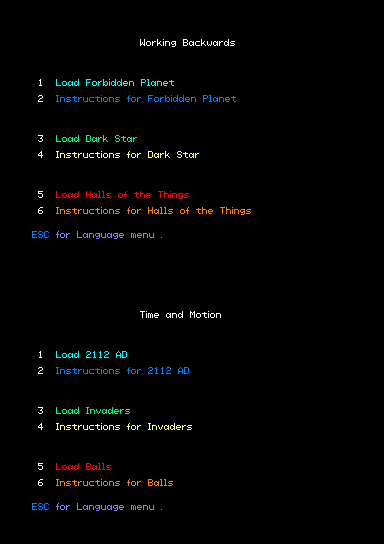 Working Backwards
1 Load Forbidden Planet
2 Instructions for Forbidden Planet
3 Load Dark Star
4 Instructions for Dark Star
5 Load Halls of the Things
6 Instructions for Halls of the Things
ESC for Language menu .
Time and Motion
1 Load 2112 AD
2 Instructions for 2112 AD
3 Load Invaders
4 Instructions for Invaders
5 Load Balls
6 Instructions for Balls
ESC for Language menu .